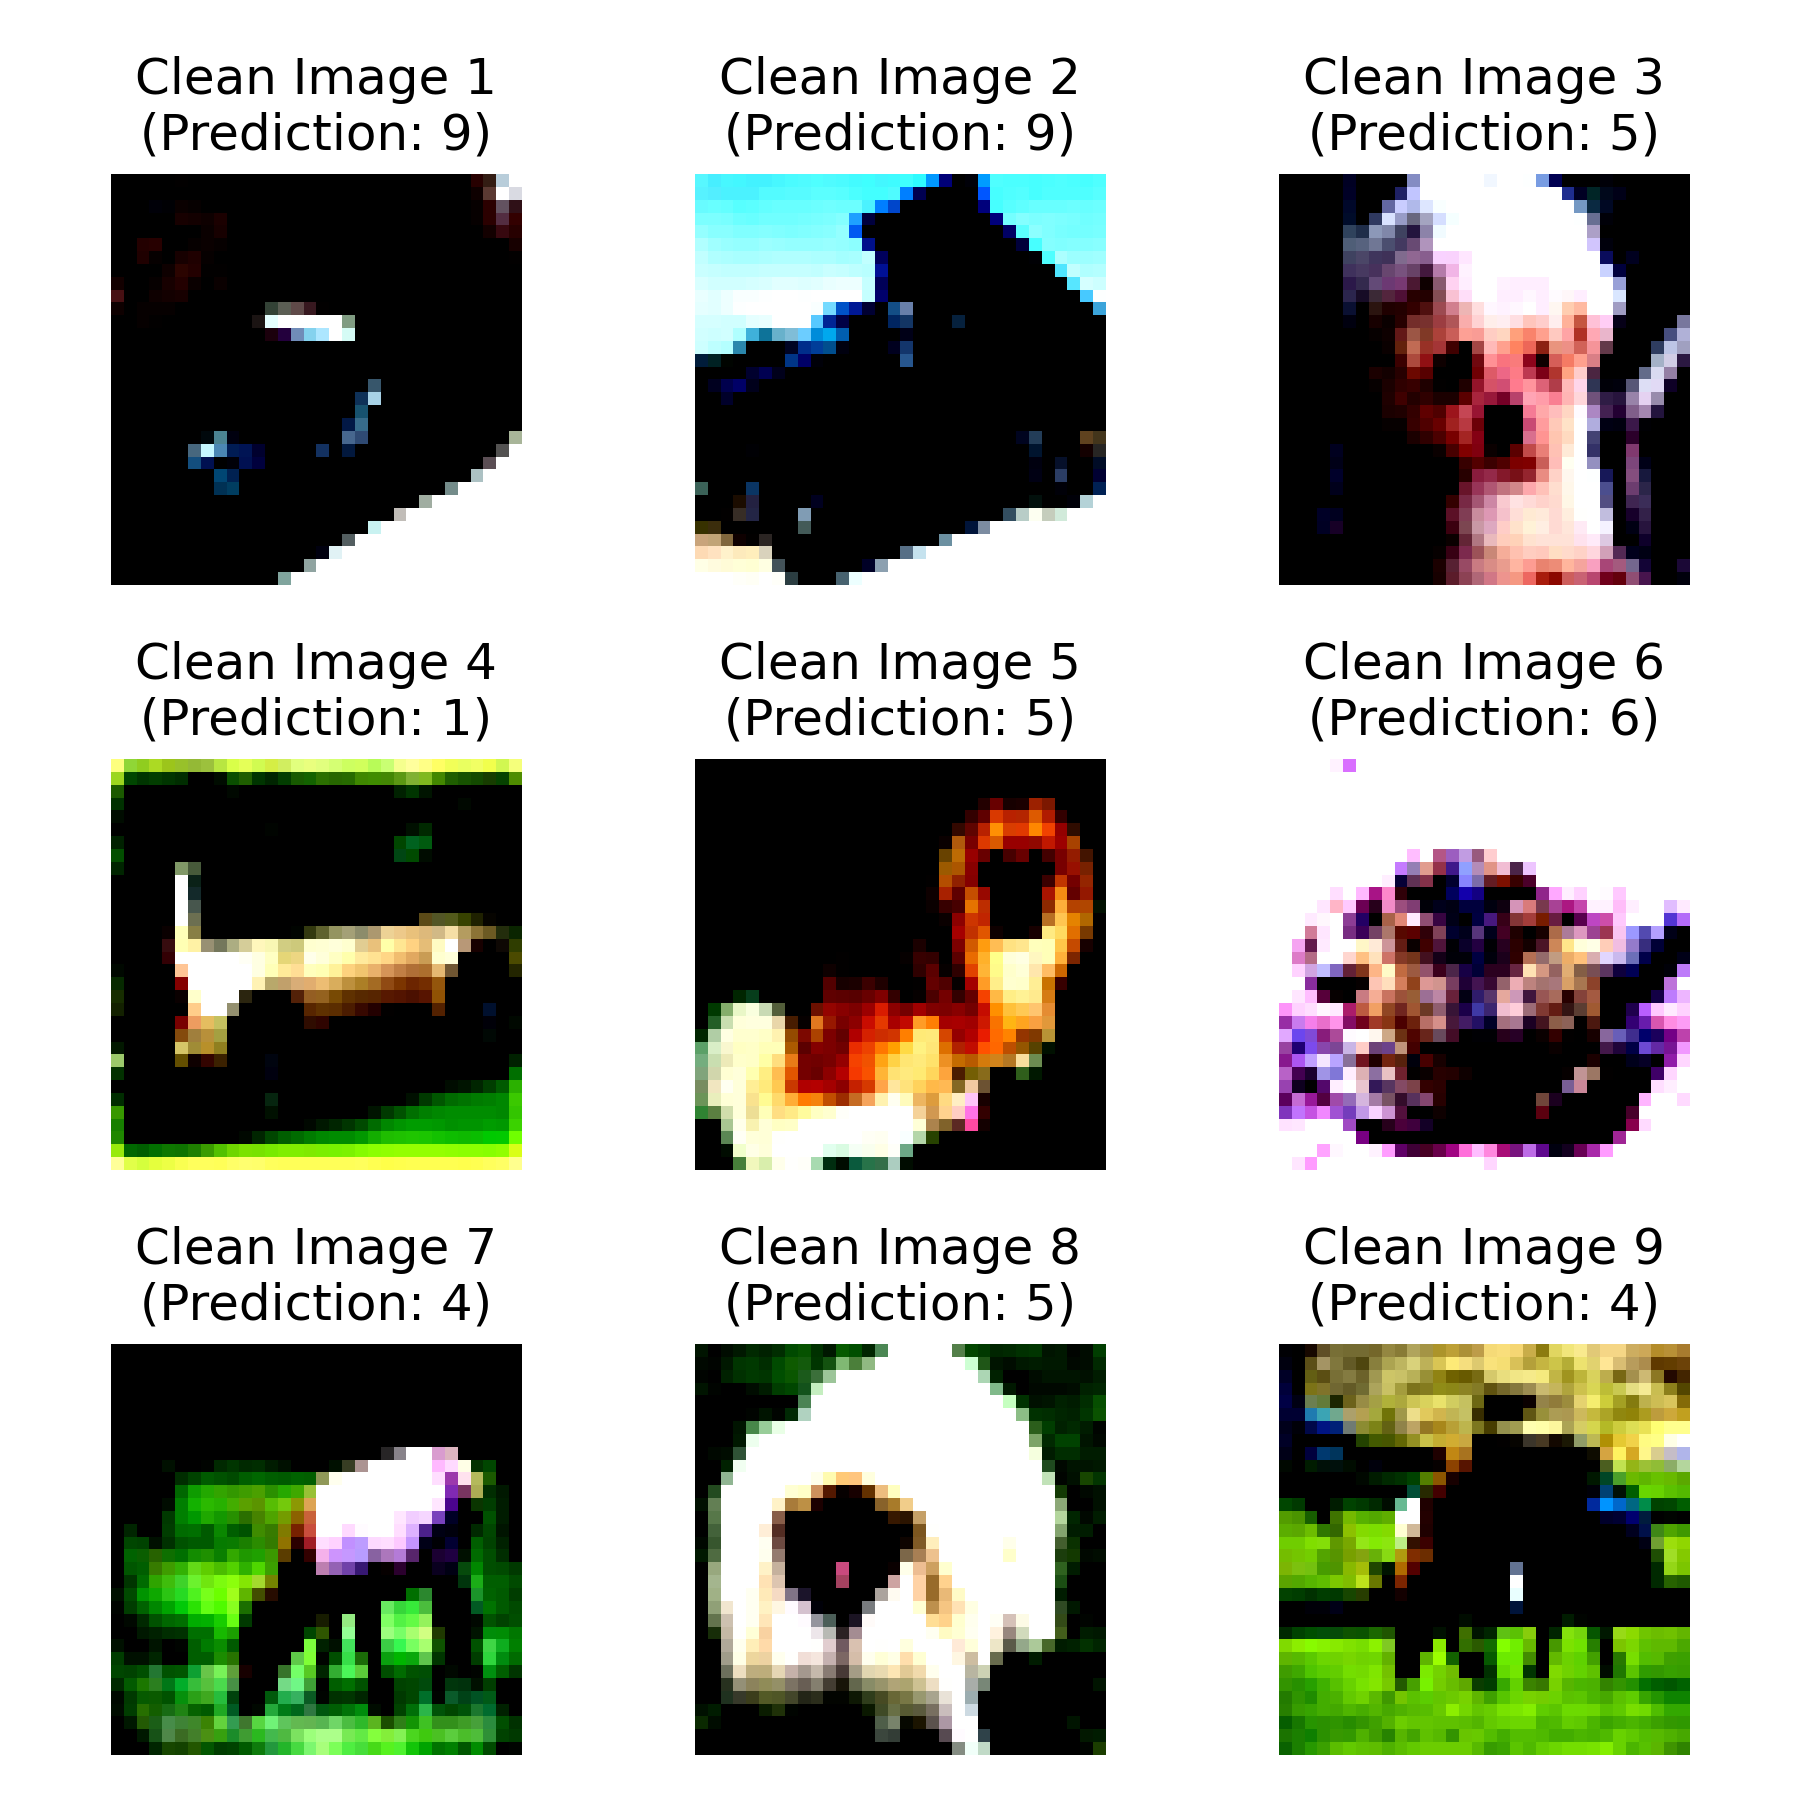 Clean Image 1
(Prediction: 9)
Clean Image 2
(Prediction: 9)
Clean Image 3
(Prediction: 5)
Clean Image 4
(Prediction: 1)
Clean Image 5
(Prediction: 5)
Clean Image 6
(Prediction: 6)
Clean Image 7
(Prediction: 4)
Clean Image 8
(Prediction: 5)
Clean Image 9
(Prediction: 4)